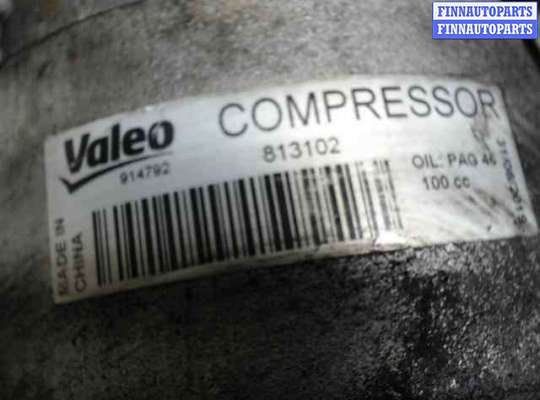 FINNAUTOPARTS
FINNAUTOPARTS
Valeo
COMPRESSOR
914792
813102
OIL: PAG 46
100 cc
MADE IN
CHINA